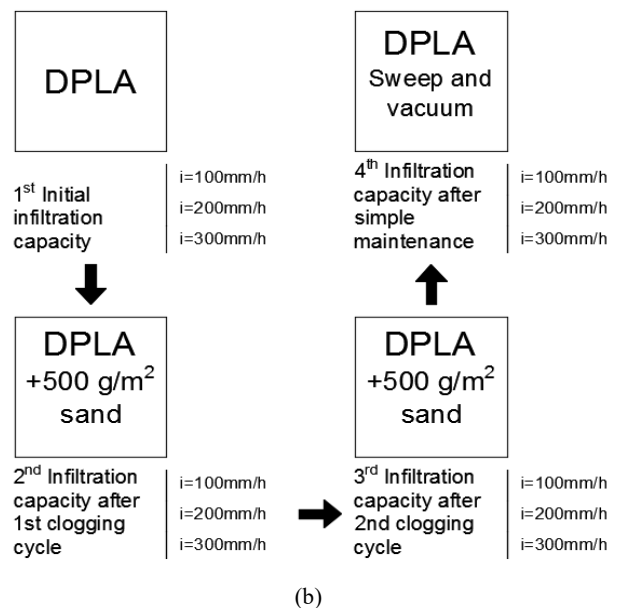 DPLA
1st Initial
infiltration
capacity
i=100mm/h
i=200mm/h
i=300mm/h
DPLA
+500 g/m2
sand
2nd Infiltration
capacity after
1st clogging
cycle
i=100mm/h
i=200mm/h
i=300mm/h
DPLA
+500 g/m2
sand
3rd Infiltration
capacity after
2nd clogging
cycle
i=100mm/h
i=200mm/h
i=300mm/h
DPLA
Sweep and
vacuum
4th Infiltration
capacity after
simple
maintenance
i=100mm/h
i=200mm/h
i=300mm/h
(b)